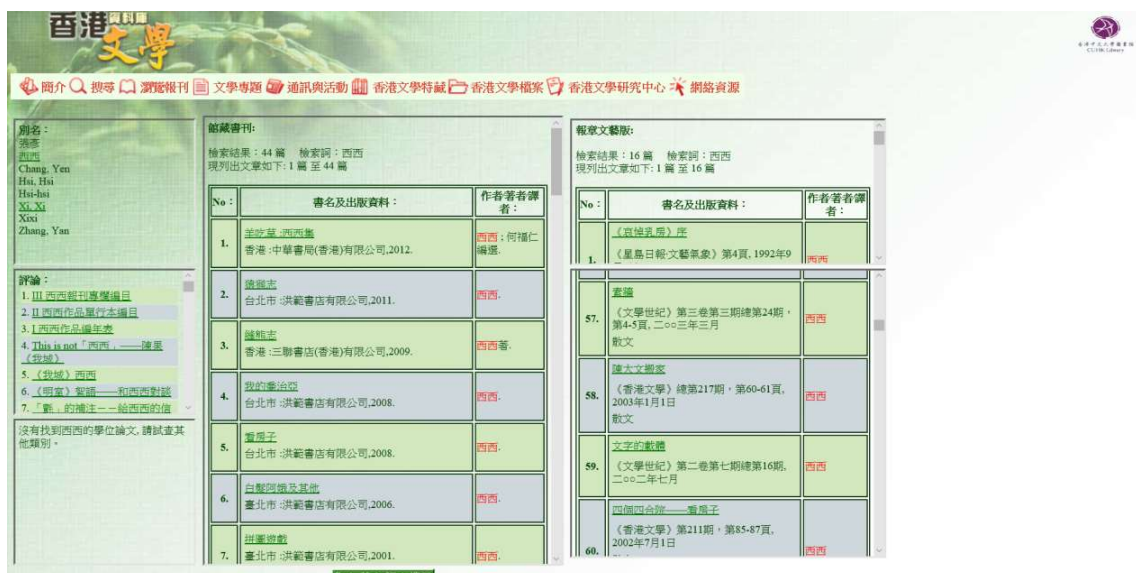 香港
資料庫
文學
香港中文大學圖書館
CUHK Library
簡介 搜尋 瀏覽報刊 文學專題 通訊與活動 香港文學特藏 香港文學檔案 香港文學研究中心 網絡資源
別名：
張彥
西西
Chang, Yen
Hsi, Hsi
Hsi-hsi
Xi, Xi
Xixi
Zhang, Yan
評論：
1. III 西西報刊專欄編目
2. II 西西作品單行本編目
3. I 西西作品編年表
4. This is not「西西」——陳果
《我城》
5. 《我城》西西
6. 《明室》絮語——和西西對談
7. 「 」的補注－－給西西的信
沒有找到西西的學位論文, 請試查其
他類別。
館藏書刊:
檢索結果：44 篇 檢索詞：西西
現列出文章如下: 1 篇 至 44 篇
No： 書名及出版資料： 作者/著者/譯
者：
1. 羊吃草 :西西集
香港 :中華書局(香港)有限公司,2012.
西西 ; 何福仁
編選.
2. 猿猴志
台北市 :洪範書店有限公司,2011.
西西.
3. 縫熊志
香港 :三聯書店(香港)有限公司,2009.
西西著.
4. 我的喬治亞
台北市 :洪範書店有限公司,2008.
西西.
5. 看房子
台北市 :洪範書店有限公司,2008.
西西.
6. 白髮阿娥及其他
臺北市 :洪範書店有限公司,2006.
西西.
7. 拼圖遊戲
臺北市 :洪範書店有限公司,2001.
西西.
報章文藝版:
檢索結果：16 篇 檢索詞：西西
現列出文章如下: 1 篇 至 16 篇
No： 書名及出版資料： 作者/著者/譯
者：
1. 《哀悼乳房》序
《星島日報‧文藝氣象》第4頁, 1992年9
西西
57. 畫牆
《文學世紀》第三卷第三期總第24期，
第4-5頁, 二○○三年三月
散文
西西
58. 陳大文搬家
《香港文學》總第217期，第60-61頁,
2003年1月1日
散文
西西
59. 文字的載體
《文學世紀》第二卷第七期總第16期,
二○○二年七月
西西
60. 四個四合院——看房子
《香港文學》第211期，第85-87頁,
2002年7月1日
西西